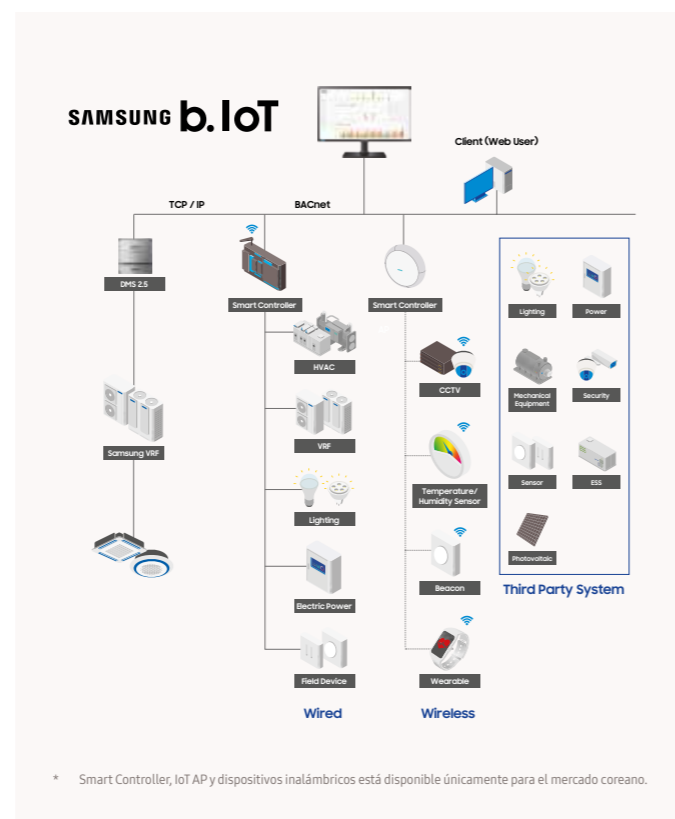 SAMSUNG b.IoT
Client (Web User)
TCP / IP
BACnet
DMS 2.5
Smart Controller
Smart Controller
Lighting
Power
HVAC
CCTV
Mechanical
Equipment
Security
Samsung VRF
VRF
Temperature/
Humidity Sensor
Sensor
ESS
Lighting
Photovoltaic
Beacon
Third Party System
Electric Power
Field Device
Wearable
Wired
Wireless
* Smart Controller, IoT AP y dispositivos inalámbricos está disponible únicamente para el mercado coreano.